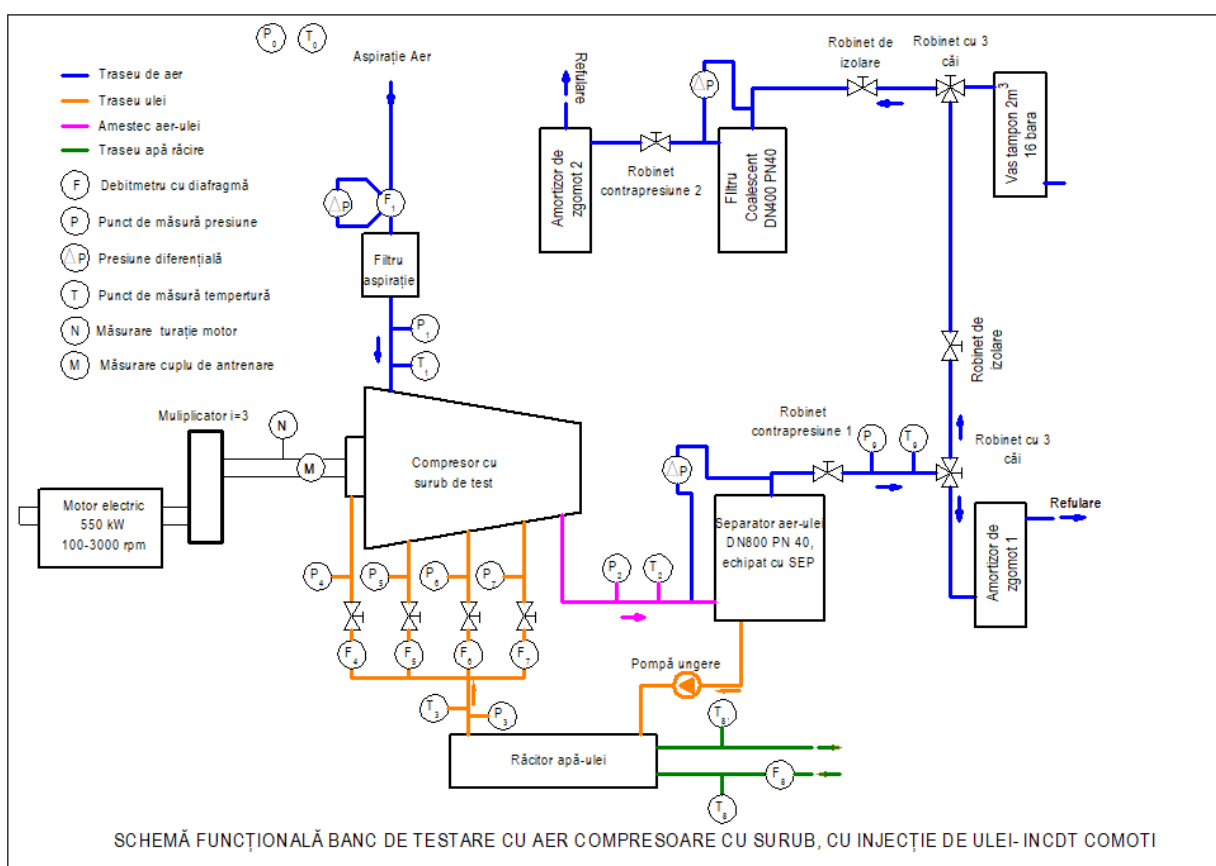 P0
T0
Aspirație Aer
Traseu de aer
Traseu ulei
Amestec aer-ulei
Traseu apă răcire
F
Debitmetru cu diafragmă
P
Punct de măsură presiune
△P
Presiune diferențială
T
Punct de măsură tempertură
N
Măsurare turație motor
M
Măsurare cuplu de antrenare
△P
F1
Filtru
aspirație
P1
T1
Refulare
Amortizor de
zgomot 2
Robinet
contrapresiune 2
△P
FIltru
Coalescent
DN400 PN40
Robinet de
izolare
Robinet cu 3
căi
Vas tampon 2m3
16 bara
Robinet de
izolare
Muliplicator i=3
N
M
Motor electric
550 kW
100-3000 rpm
Compresor cu
surub de test
Robinet
contrapresiune 1
P9
T9
Robinet cu 3
căi
△P
Separator aer-ulei
DN800 PN 40,
echipat cu SEP
Refulare
Amortizor de
zgomot 1
P4
P5
P6
P7
P2
T2
F4
F5
F6
F7
Pompă ungere
T3
P3
Răcitor apă-ulei
T8'
F8
T8
SCHEMĂ FUNCȚIONALĂ BANC DE TESTARE CU AER COMPRESOARE CU SURUB, CU INJECȚIE DE ULEI- INCDT COMOTI